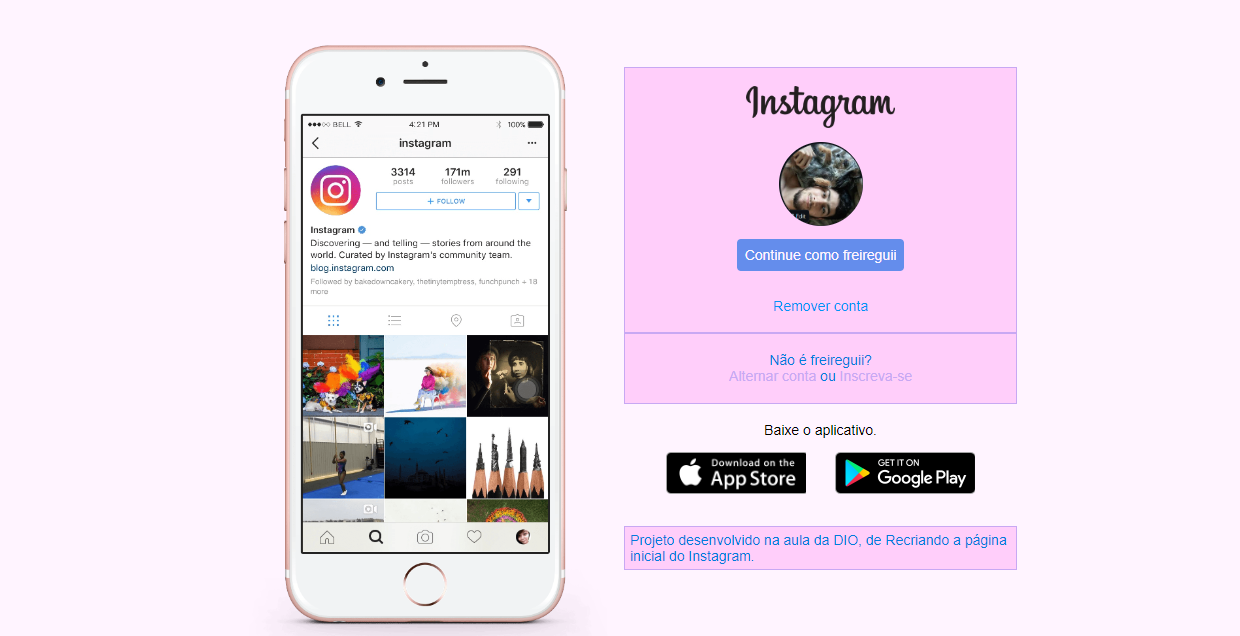 BELL
4:21 PM
100%
instagram
3314
171m
291
posts
followers
following
+ FOLLOW
Instagram
Discovering — and telling — stories from around the
world. Curated by Instagram's community team.
blog.instagram.com
Followed by bakedowncakery, thetinytemptress, funchpunch + 18
more
Instagram
Edit
Continue como freireguii
Remover conta
Não é freireguii?
Alternar conta ou Inscreva-se
Baixe o aplicativo.
Download on the
App Store
GET IT ON
Google Play
Projeto desenvolvido na aula da DIO, de Recriando a página
inicial do Instagram.